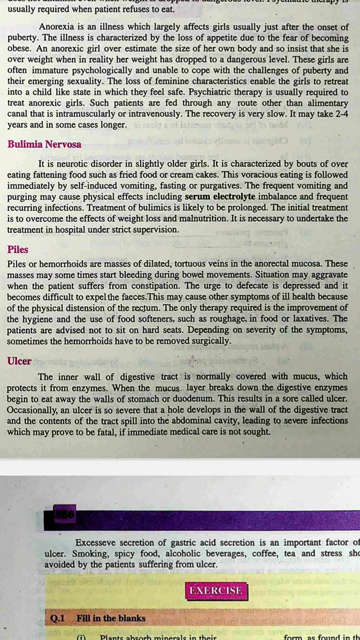 usually required when patient refuses to eat.
Anorexia is an illness which largely affects girls usually just after the onset of
puberty. The illness is characterized by the loss of appetite due to the fear of becoming
obese. An anorexic girl over estimate the size of her own body and so insist that she is
over weight when in reality her weight has dropped to a dangerous level. These girls are
often immature psychologically and unable to cope with the challenges of puberty and
their emerging sexuality. The loss of feminine characteristics enable the girls to retreat
into a child like state in which they feel safe. Psychiatric therapy is usually required to
treat anorexic girls. Such patients are fed through any route other than alimentary
canal that is intramuscularly or intravenously. The recovery is very slow. It may take 2-4
years and in some cases longer.
Bulimia Nervosa
It is neurotic disorder in slightly older girls. It is characterized by bouts of over
eating fattening food such as fried food or cream cakes. This voracious eating is followed
immediately by self-induced vomiting, fasting or purgatives. The frequent vomiting and
purging may cause physical effects including serum electrolyte imbalance and frequent
recurring infections. Treatment of bulimics is likely to be prolonged. The initial treatment
is to overcome the effects of weight loss and malnutrition. It is necessary to undertake the
treatment in hospital under strict supervision.
Piles
Piles or hemorrhoids are masses of dilated, tortuous veins in the anorectal mucosa. These
masses may some times start bleeding during bowel movements. Situation may aggravate
when the patient suffers from constipation. The urge to defecate is depressed and it
becomes difficult to expel the faeces.This may cause other symptoms of ill health because
of the physical distension of the rectum. The only therapy required is the improvement of
the hygiene and the use of food softeners, such as roughage, in food or laxatives. The
patients are advised not to sit on hard seats. Depending on severity of the symptoms,
sometimes the hemorrhoids have to be removed surgically.
Ulcer
The inner wall of digestive tract is normally covered with mucus, which
protects it from enzymes. When the mucus layer breaks down the digestive enzymes
begin to eat away the walls of stomach or duodenum. This results in a sore called ulcer.
Occasionally, an ulcer is so severe that a hole develops in the wall of the digestive tract
and the contents of the tract spill into the abdominal cavity, leading to severe infections
which may prove to be fatal, if immediate medical care is not sought.
Excesseve secretion of gastric acid secretion is an important factor of
ulcer. Smoking, spicy food, alcoholic beverages, coffee, tea and stress sho
avoided by the patients suffering from ulcer.
EXERCISE
Q.1 Fill in the blanks
(i) Plants absorb minerals in their form as found in th